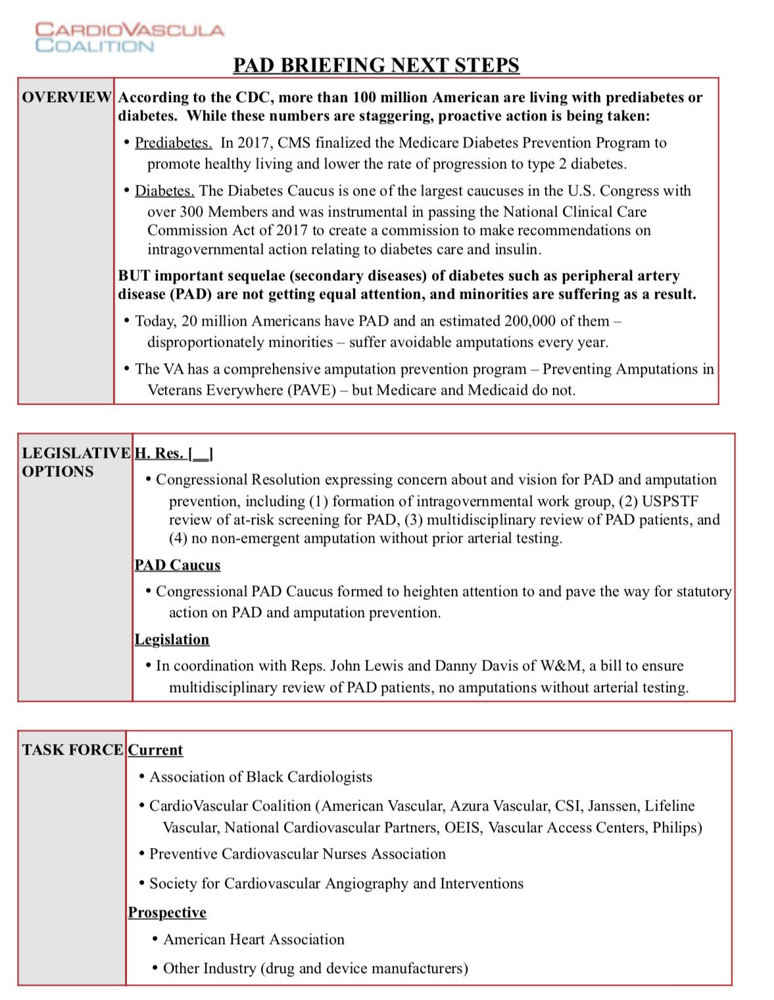 CARDIOVASCULA
COALITION
PAD BRIEFING NEXT STEPS
OVERVIEW
According to the CDC, more than 100 million American are living with prediabetes or
diabetes.  While these numbers are staggering, proactive action is being taken:
• Prediabetes.  In 2017, CMS finalized the Medicare Diabetes Prevention Program to
promote healthy living and lower the rate of progression to type 2 diabetes.
• Diabetes. The Diabetes Caucus is one of the largest caucuses in the U.S. Congress with
over 300 Members and was instrumental in passing the National Clinical Care
Commission Act of 2017 to create a commission to make recommendations on
intragovernmental action relating to diabetes care and insulin.
BUT important sequelae (secondary diseases) of diabetes such as peripheral artery
disease (PAD) are not getting equal attention, and minorities are suffering as a result.
• Today, 20 million Americans have PAD and an estimated 200,000 of them –
disproportionately minorities – suffer avoidable amputations every year.
• The VA has a comprehensive amputation prevention program – Preventing Amputations in
Veterans Everywhere (PAVE) – but Medicare and Medicaid do not.
LEGISLATIVE
OPTIONS
H. Res. [__]
• Congressional Resolution expressing concern about and vision for PAD and amputation
prevention, including (1) formation of intragovernmental work group, (2) USPSTF
review of at-risk screening for PAD, (3) multidisciplinary review of PAD patients, and
(4) no non-emergent amputation without prior arterial testing.
PAD Caucus
• Congressional PAD Caucus formed to heighten attention to and pave the way for statutory
action on PAD and amputation prevention.
Legislation
• In coordination with Reps. John Lewis and Danny Davis of W&M, a bill to ensure
multidisciplinary review of PAD patients, no amputations without arterial testing.
TASK FORCE
Current
• Association of Black Cardiologists
• CardioVascular Coalition (American Vascular, Azura Vascular, CSI, Janssen, Lifeline
Vascular, National Cardiovascular Partners, OEIS, Vascular Access Centers, Philips)
• Preventive Cardiovascular Nurses Association
• Society for Cardiovascular Angiography and Interventions
Prospective
• American Heart Association
• Other Industry (drug and device manufacturers)